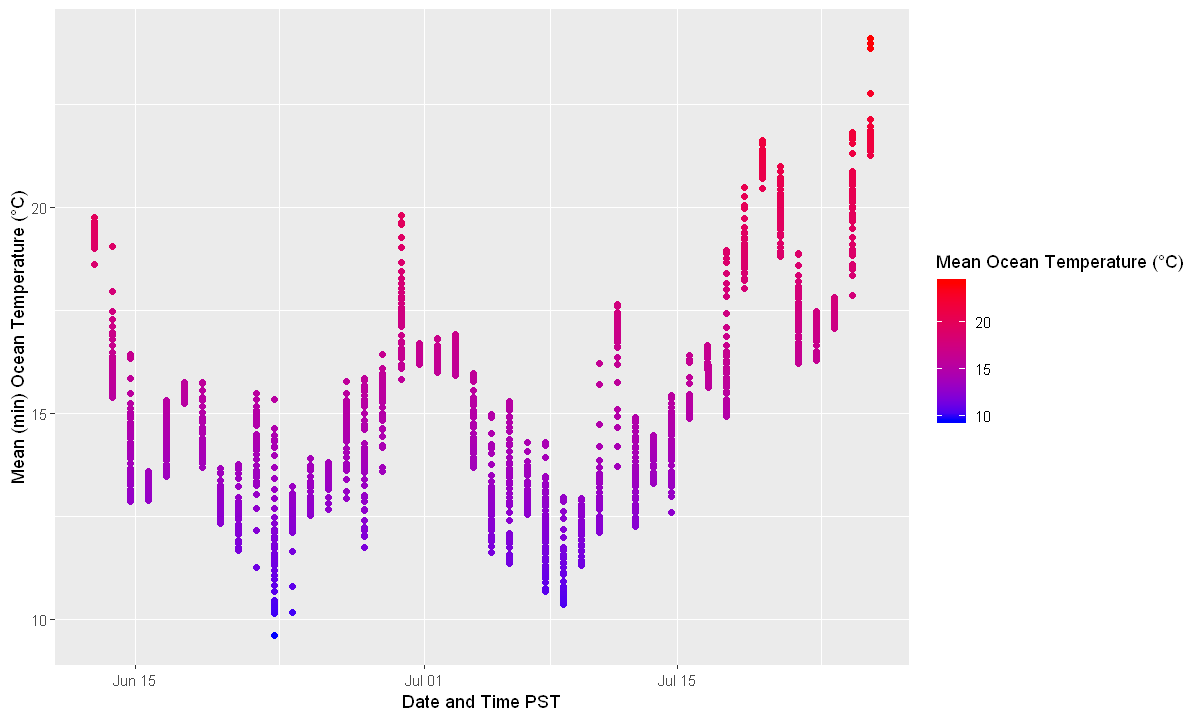 Mean (min) Ocean Temperature (°C)
20
15
10
Jun 15
Jul 01
Jul 15
Date and Time PST
Mean Ocean Temperature (°C)
20
15
10